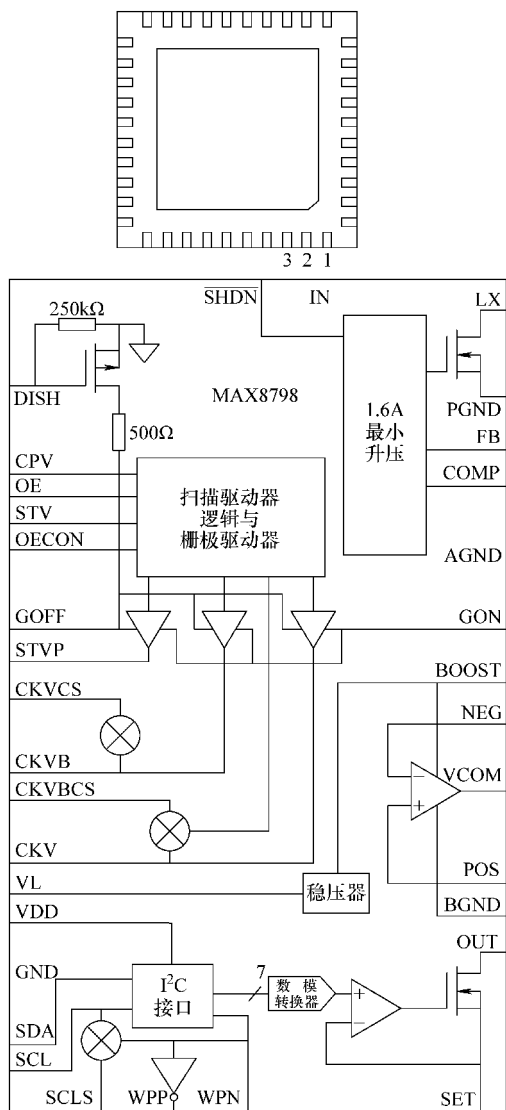 3 2 1
SHDN
IN
LX
250kΩ
DISH
MAX8798
1.6A
最小
升压
PGND
FB
COMP
500Ω
CPV
OE
STV
OECON
扫描驱动器
逻辑与
栅极驱动器
AGND
GOFF
GON
STVP
BOOST
CKVCS
NEG
CKVB
VCOM
CKVBCS
CKV
POS
VL
稳压器
BGND
VDD
OUT
GND
I²C
接口
7
数模
转换器
SDA
SCL
SCLS
WPP
WPN
SET